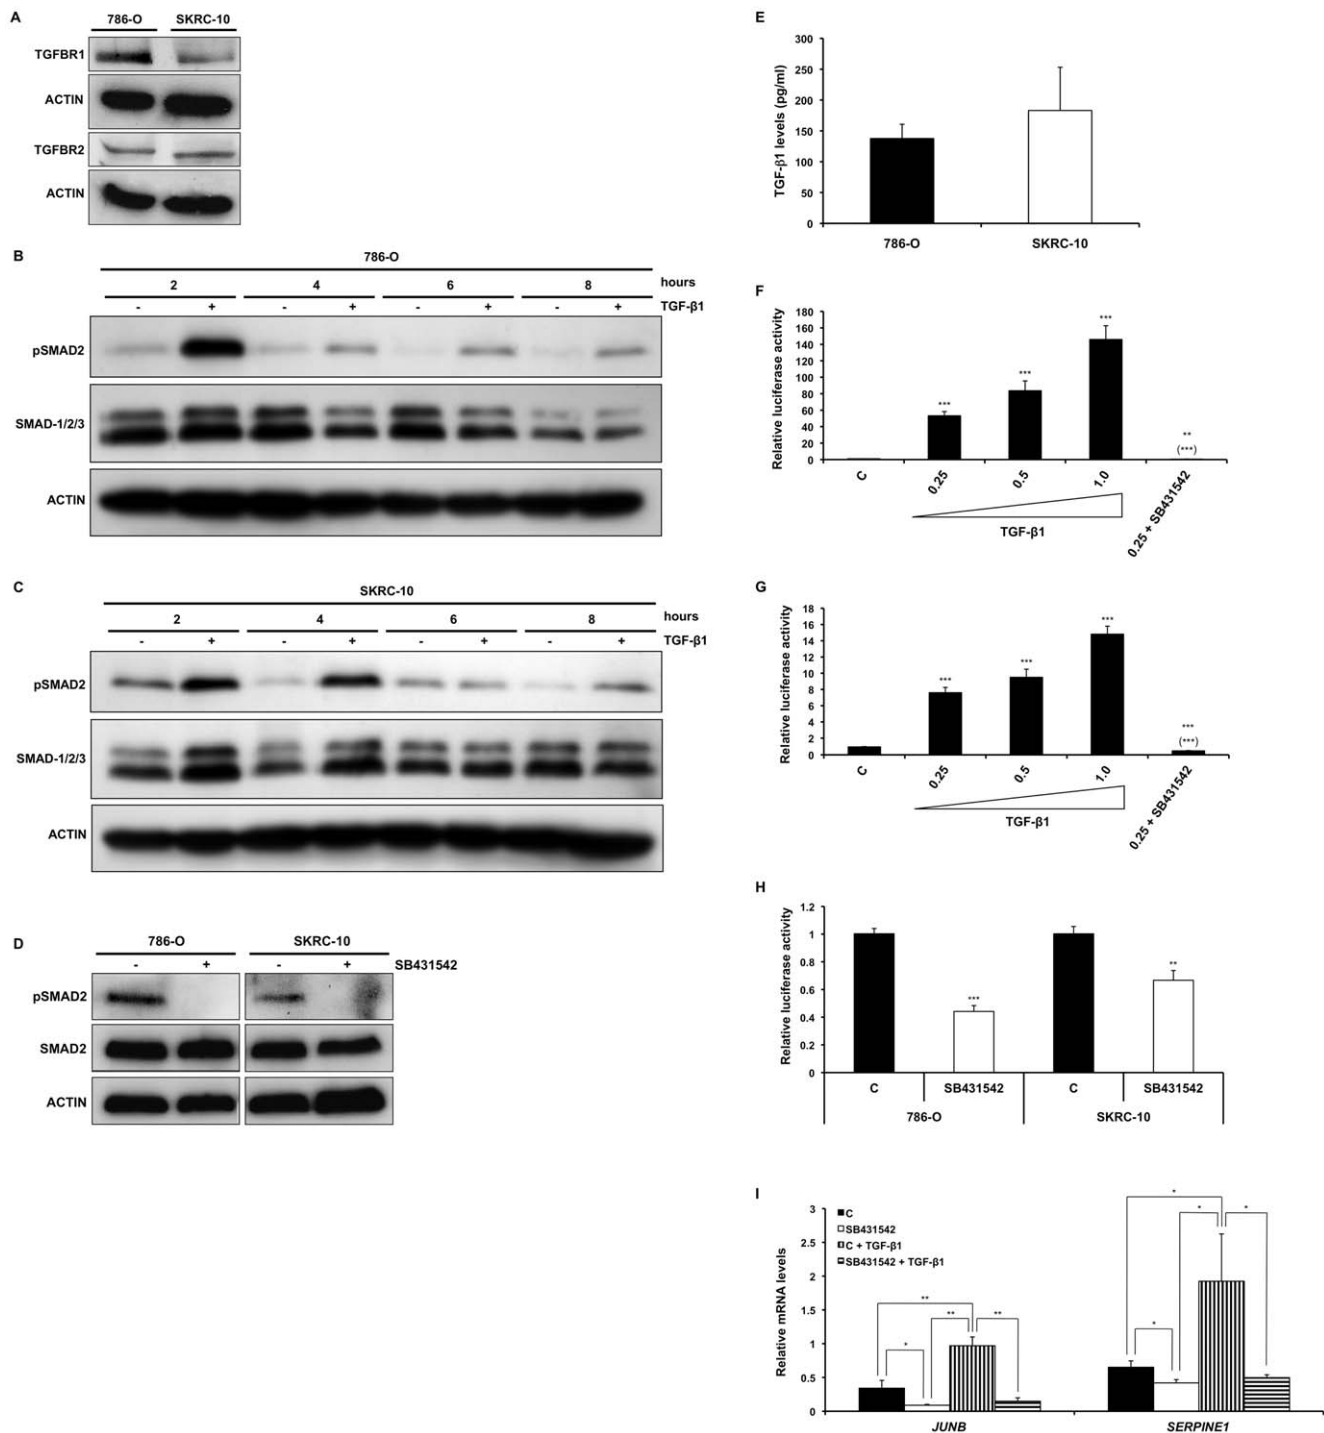 A
786-O SKRC-10
TGFBR1
ACTIN
TGFBR2
ACTIN
B
786-O
2 4 6 8 hours
- + - + - + - + TGF-β1
pSMAD2
SMAD-1/2/3
ACTIN
C
SKRC-10
2 4 6 8 hours
- + - + - + - + TGF-β1
pSMAD2
SMAD-1/2/3
ACTIN
D
786-O SKRC-10
- + - + SB431542
pSMAD2
SMAD2
ACTIN
E
TGF-β1 levels (pg/ml)
300
250
200
150
100
50
0
786-O SKRC-10
F
Relative luciferase activity
180
160
140
120
100
80
60
40
20
0
*** *** *** **
(***)
C 0.25 0.5 1.0 0.25 + SB431542
TGF-β1
G
Relative luciferase activity
18
16
14
12
10
8
6
4
2
0
*** *** *** ***
(***)
C 0.25 0.5 1.0 0.25 + SB431542
TGF-β1
H
Relative luciferase activity
1.2
1
0.8
0.6
0.4
0.2
0
*** **
C SB431542 C SB431542
786-O SKRC-10
I
Relative mRNA levels
3
2.5
2
1.5
1
0.5
0
C
SB431542
C + TGF-β1
SB431542 + TGF-β1
** * ** **
* * * *
JUNB SERPINE1